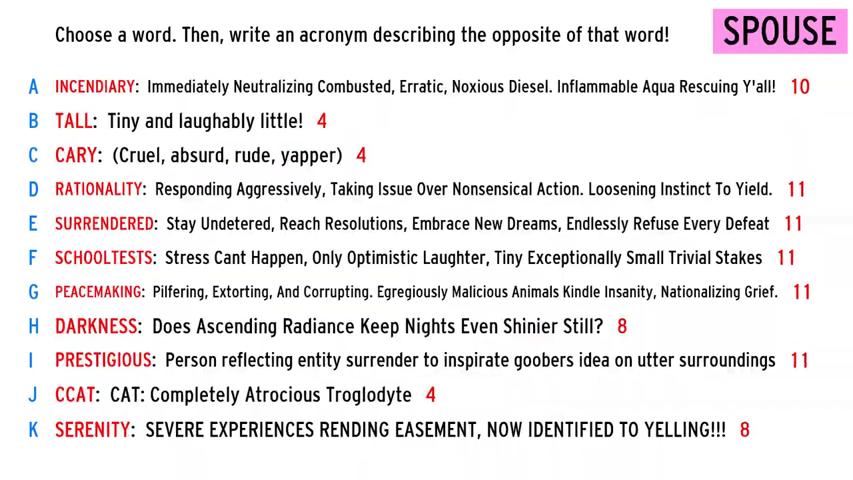 Choose a word. Then, write an acronym describing the opposite of that word!
SPOUSE
A INCENDIARY: Immediately Neutralizing Combusted, Erratic, Noxious Diesel. Inflammable Aqua Rescuing Y'all! 10
B TALL: Tiny and laughably little! 4
C CARY: (Cruel, absurd, rude, yapper) 4
D RATIONALITY: Responding Aggressively, Taking Issue Over Nonsensical Action. Loosening Instinct To Yield. 11
E SURRENDERED: Stay Undetered, Reach Resolutions, Embrace New Dreams, Endlessly Refuse Every Defeat 11
F SCHOOLTESTS: Stress Cant Happen, Only Optimistic Laughter, Tiny Exceptionally Small Trivial Stakes 11
G PEACEMAKING: Pilfering, Extorting, And Corrupting. Egregiously Malicious Animals Kindle Insanity, Nationalizing Grief. 11
H DARKNESS: Does Ascending Radiance Keep Nights Even Shinier Still? 8
I PRESTIGIOUS: Person reflecting entity surrender to inspirate goobers idea on utter surroundings 11
J CCAT: CAT: Completely Atrocious Troglodyte 4
K SERENITY: SEVERE EXPERIENCES RENDING EASEMENT, NOW IDENTIFIED TO YELLING!!! 8